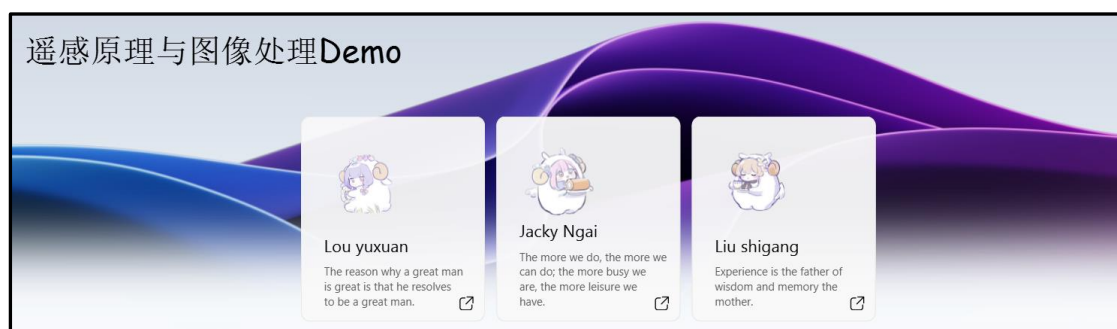 遥感原理与图像处理Demo
Lou yuxuan
The reason why a great man
is great is that he resolves
to be a great man.
Jacky Ngai
The more we do, the more we
can do; the more busy we
are, the more leisure we
have.
Liu shigang
Experience is the father of
wisdom and memory the
mother.